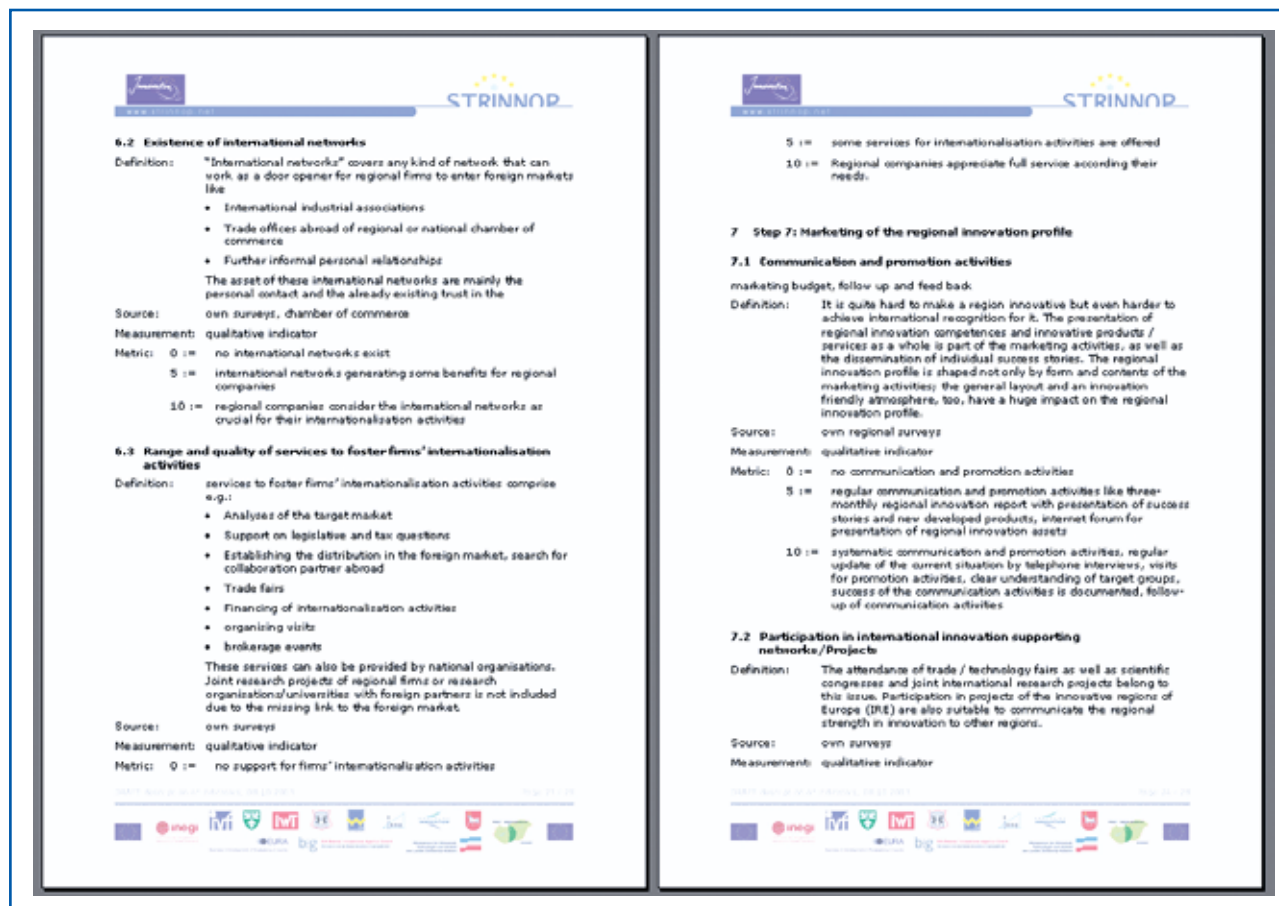 Innovation
STRINNOP
www.strinnop.net
6.2 Existence of international networks
Definition: "International networks" covers any kind of network that can
work as a door opener for regional firms to enter foreign markets
like
• International industrial associations
• Trade offices abroad of regional or national chamber of
commerce
• Further informal personal relationships
The asset of these international networks are mainly the
personal contact and the already existing trust in the
Source: own surveys, chamber of commerce
Measurement: qualitative indicator
Metric: 0 := no international networks exist
5 := international networks generating some benefits for regional
companies
10 := regional companies consider the international networks as
crucial for their internationalisation activities
6.3 Range and quality of services to foster firms' internationalisation
activities
Definition: services to foster firms' internationalisation activities comprise
e.g.:
• Analyses of the target market
• Support on legislative and tax questions
• Establishing the distribution in the foreign market, search for
collaboration partner abroad
• Trade fairs
• Financing of internationalisation activities
• organising visits
• brokerage events
These services can also be provided by national organisations.
Joint research projects of regional firms or research
organisations/universities with foreign partners is not included
due to the missing link to the foreign market.
Source: own surveys
Measurement: qualitative indicator
Metric: 0 := no support for firms' internationalisation activities
inegi
ivf
IWT
EURA
b g
Innovation
STRINNOP
www.strinnop.net
5 := some services for internationalisation activities are offered
10 := Regional companies appreciate full service according their
needs.
7 Step 7: Marketing of the regional innovation profile
7.1 Communication and promotion activities
marketing budget, follow up and feed back
Definition: It is quite hard to make a region innovative but even harder to
achieve international recognition for it. The presentation of
regional innovation competences and innovative products /
services as a whole is part of the marketing activities, as well as
the dissemination of individual success stories. The regional
innovation profile is shaped not only by form and contents of the
marketing activities; the general layout and an innovation
friendly atmosphere, too, have a huge impact on the regional
innovation profile.
Source: own regional surveys
Measurement: qualitative indicator
Metric: 0 := no communication and promotion activities
5 := regular communication and promotion activities like three-
monthly regional innovation report with presentation of success
stories and new developed products, internet forum for
presentation of regional innovation assets
10 := systematic communication and promotion activities, regular
update of the current situation by telephone interviews, visits
for promotion activities, clear understanding of target groups,
success of the communication activities is documented, follow-
up of communication activities
7.2 Participation in international innovation supporting
networks/Projects
Definition: The attendance of trade / technology fairs as well as scientific
congresses and joint international research projects belong to
this issue. Participation in projects of the innovative regions of
Europe (IRE) are also suitable to communicate the regional
strength in innovation to other regions.
Source: own surveys
Measurement: qualitative indicator
inegi
ivf
IWT
EURA
b g